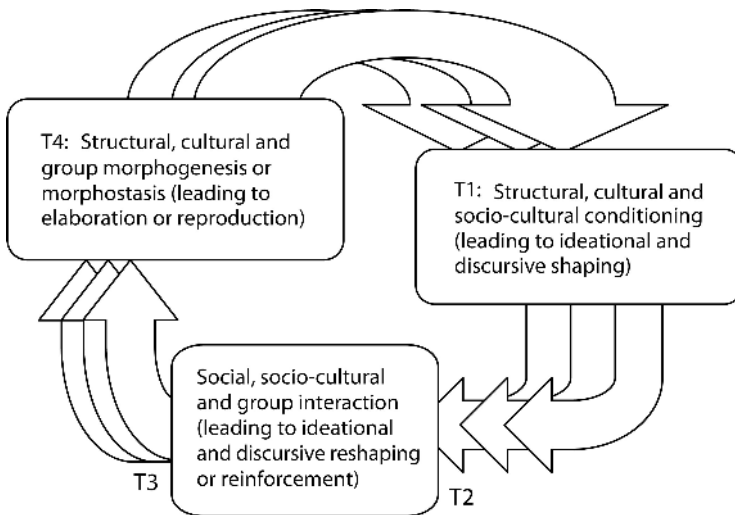 T4: Structural, cultural and
group morphogenesis or
morphostasis (leading to
elaboration or reproduction)
T1: Structural, cultural and
socio-cultural conditioning
(leading to ideational and
discursive shaping)
Social, socio-cultural
and group interaction
(leading to ideational
and discursive reshaping
or reinforcement)
T3
T2